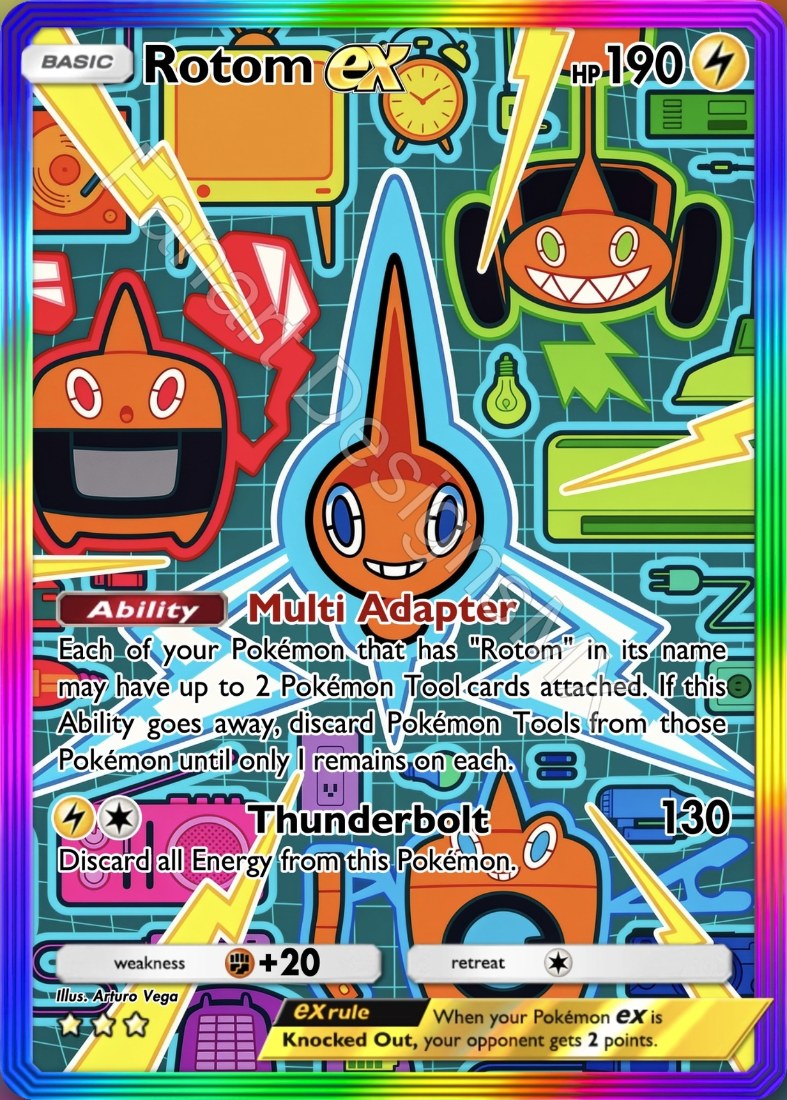 BASIC Rotom ex HP 190
Ability Multi Adapter
Each of your Pokémon that has "Rotom" in its name
may have up to 2 Pokémon Tool cards attached. If this
Ability goes away, discard Pokémon Tools from those
Pokémon until only 1 remains on each.
Thunderbolt 130
Discard all Energy from this Pokémon.
weakness +20 retreat
Illus. Arturo Vega
ex rule When your Pokémon ex is
Knocked Out, your opponent gets 2 points.